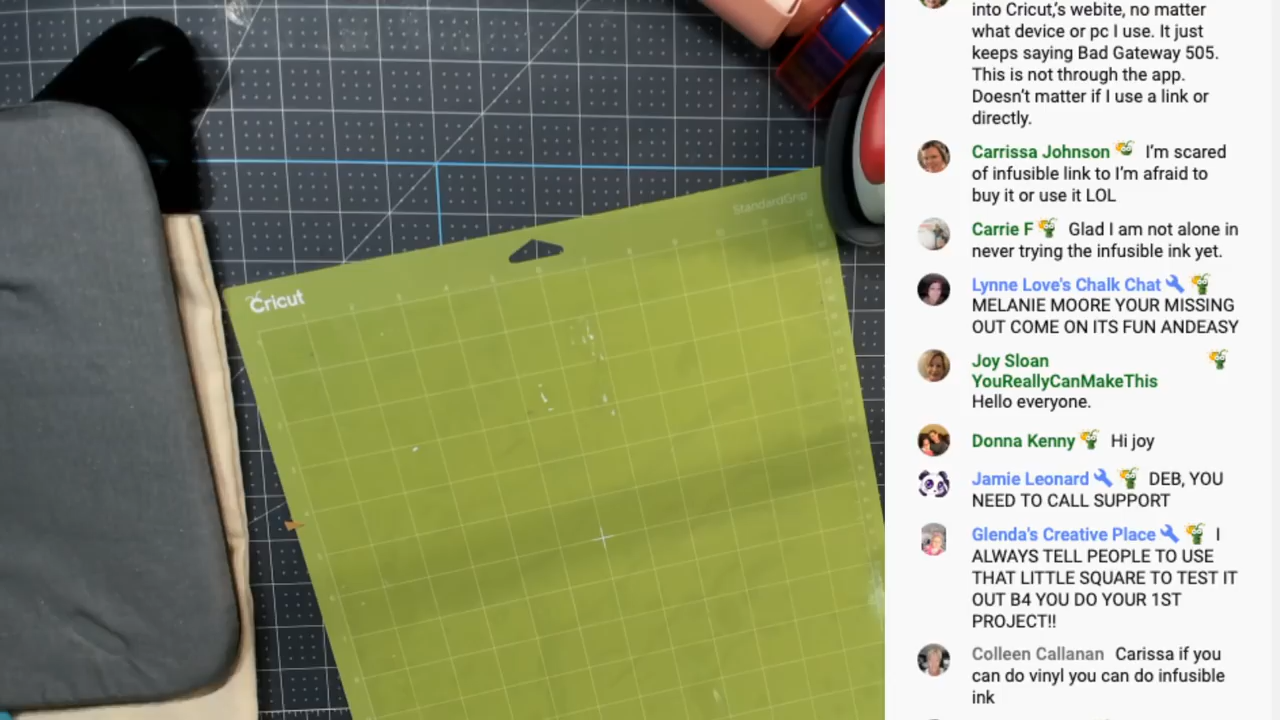 Cricut
StandardGrip
into Cricut,'s webite, no matter
what device or pc I use. It just
keeps saying Bad Gateway 505.
This is not through the app.
Doesn't matter if I use a link or
directly.
Carrissa Johnson I'm scared
of infusible link to I'm afraid to
buy it or use it LOL
Carrie F Glad I am not alone in
never trying the infusible ink yet.
Lynne Love's Chalk Chat
MELANIE MOORE YOUR MISSING
OUT COME ON ITS FUN ANDEASY
Joy Sloan
YouReallyCanMakeThis
Hello everyone.
Donna Kenny Hi joy
Jamie Leonard DEB, YOU
NEED TO CALL SUPPORT
Glenda's Creative Place I
ALWAYS TELL PEOPLE TO USE
THAT LITTLE SQUARE TO TEST IT
OUT B4 YOU DO YOUR 1ST
PROJECT!!
Colleen Callanan Carissa if you
can do vinyl you can do infusible
ink